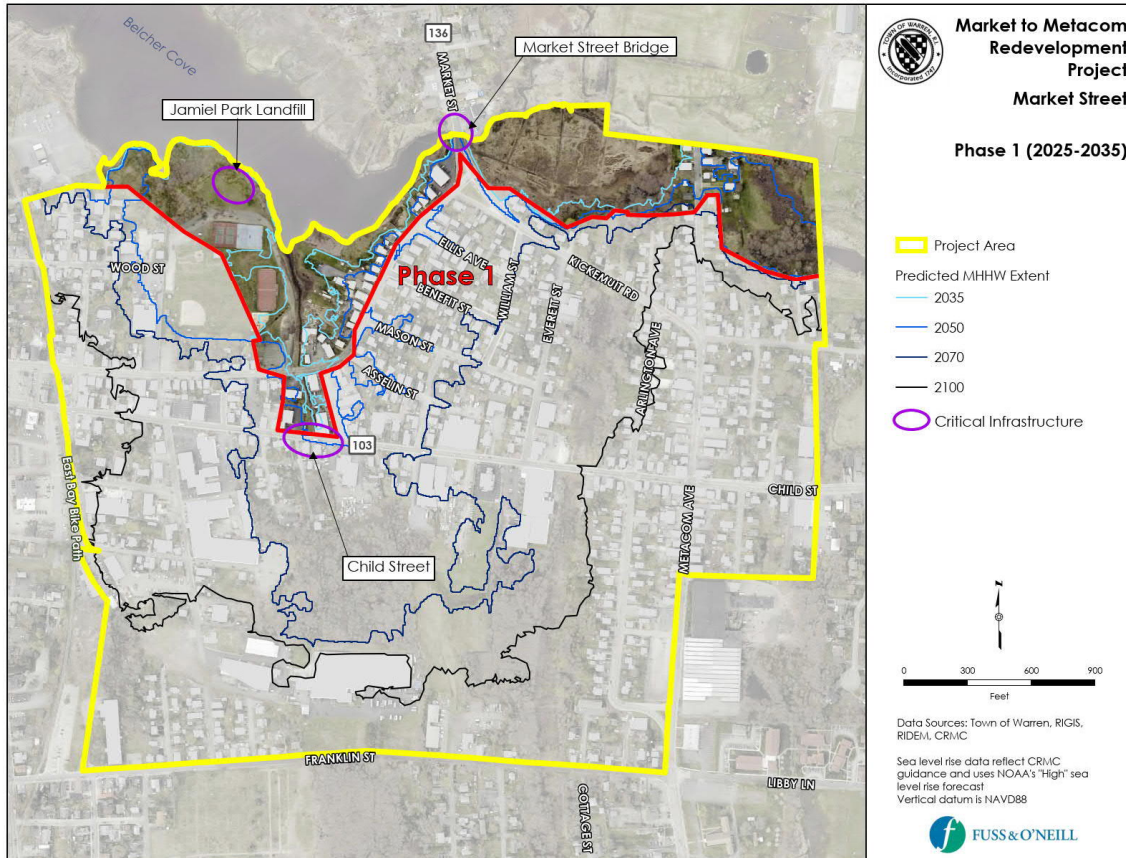 Belcher Cove
136
MARKET ST
Market Street Bridge
Jamiel Park Landfill
WOOD ST
Phase 1
ELLIS AVE
BENEFIT ST
WILLIAM ST
KICKEMUIT RD
EVERETT ST
MASON ST
ASSELIN ST
ARLINGTON AVE
103
CHILD ST
East Bay Bike Path
METACOM AVE
Child Street
FRANKLIN ST
LIBBY LN
COTTAGE ST
TOWN OF WARREN, R.I.
Incorporated 1747
Market to Metacom
Redevelopment
Project
Market Street
Phase 1 (2025-2035)
Project Area
Predicted MHHW Extent
2035
2050
2070
2100
Critical Infrastructure
N
0 300 600 900
Feet
Data Sources: Town of Warren, RIGIS,
RIDEM, CRMC
Sea level rise data reflect CRMC
guidance and uses NOAA's "High" sea
level rise forecast
Vertical datum is NAVD88
f
FUSS & O'NEILL